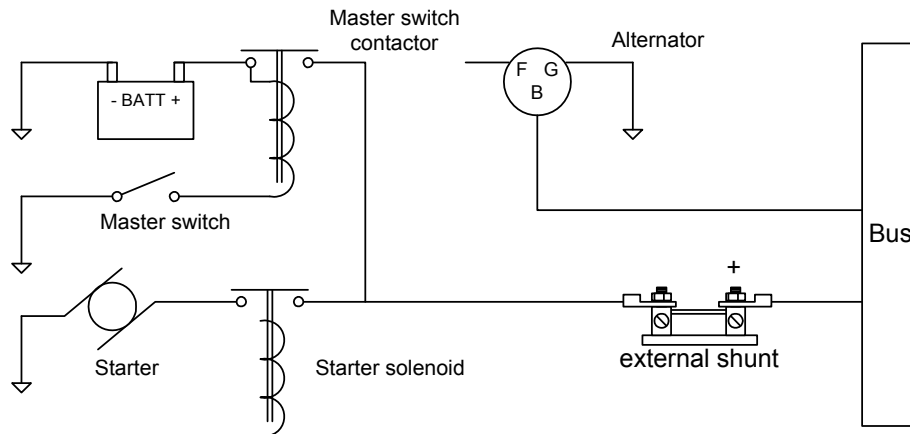 Master switch
contactor
Alternator
- BATT +
F G
B
Master switch
Bus
+
Starter
Starter solenoid
external shunt